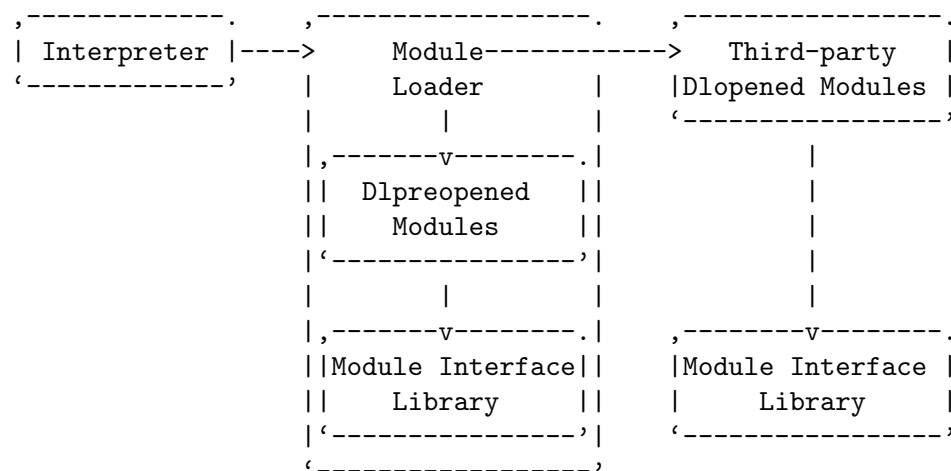 ,-------------.    ,------------------.    ,-----------------.
| Interpreter |---->     Module------------>   Third-party   |
‘-------------’    |     Loader       |    |Dlopened Modules |
                   |        |         |    ‘-----------------’
                   |,-------v--------.|             |
                   ||  Dlpreopened   ||             |
                   ||    Modules     ||             |
                   |‘----------------’|             |
                   |        |         |             |
                   |,-------v--------.|    ,--------v--------.
                   ||Module Interface||    |Module Interface |
                   ||    Library     ||    |     Library     |
                   |‘----------------’|    ‘-----------------’
                   ‘------------------’